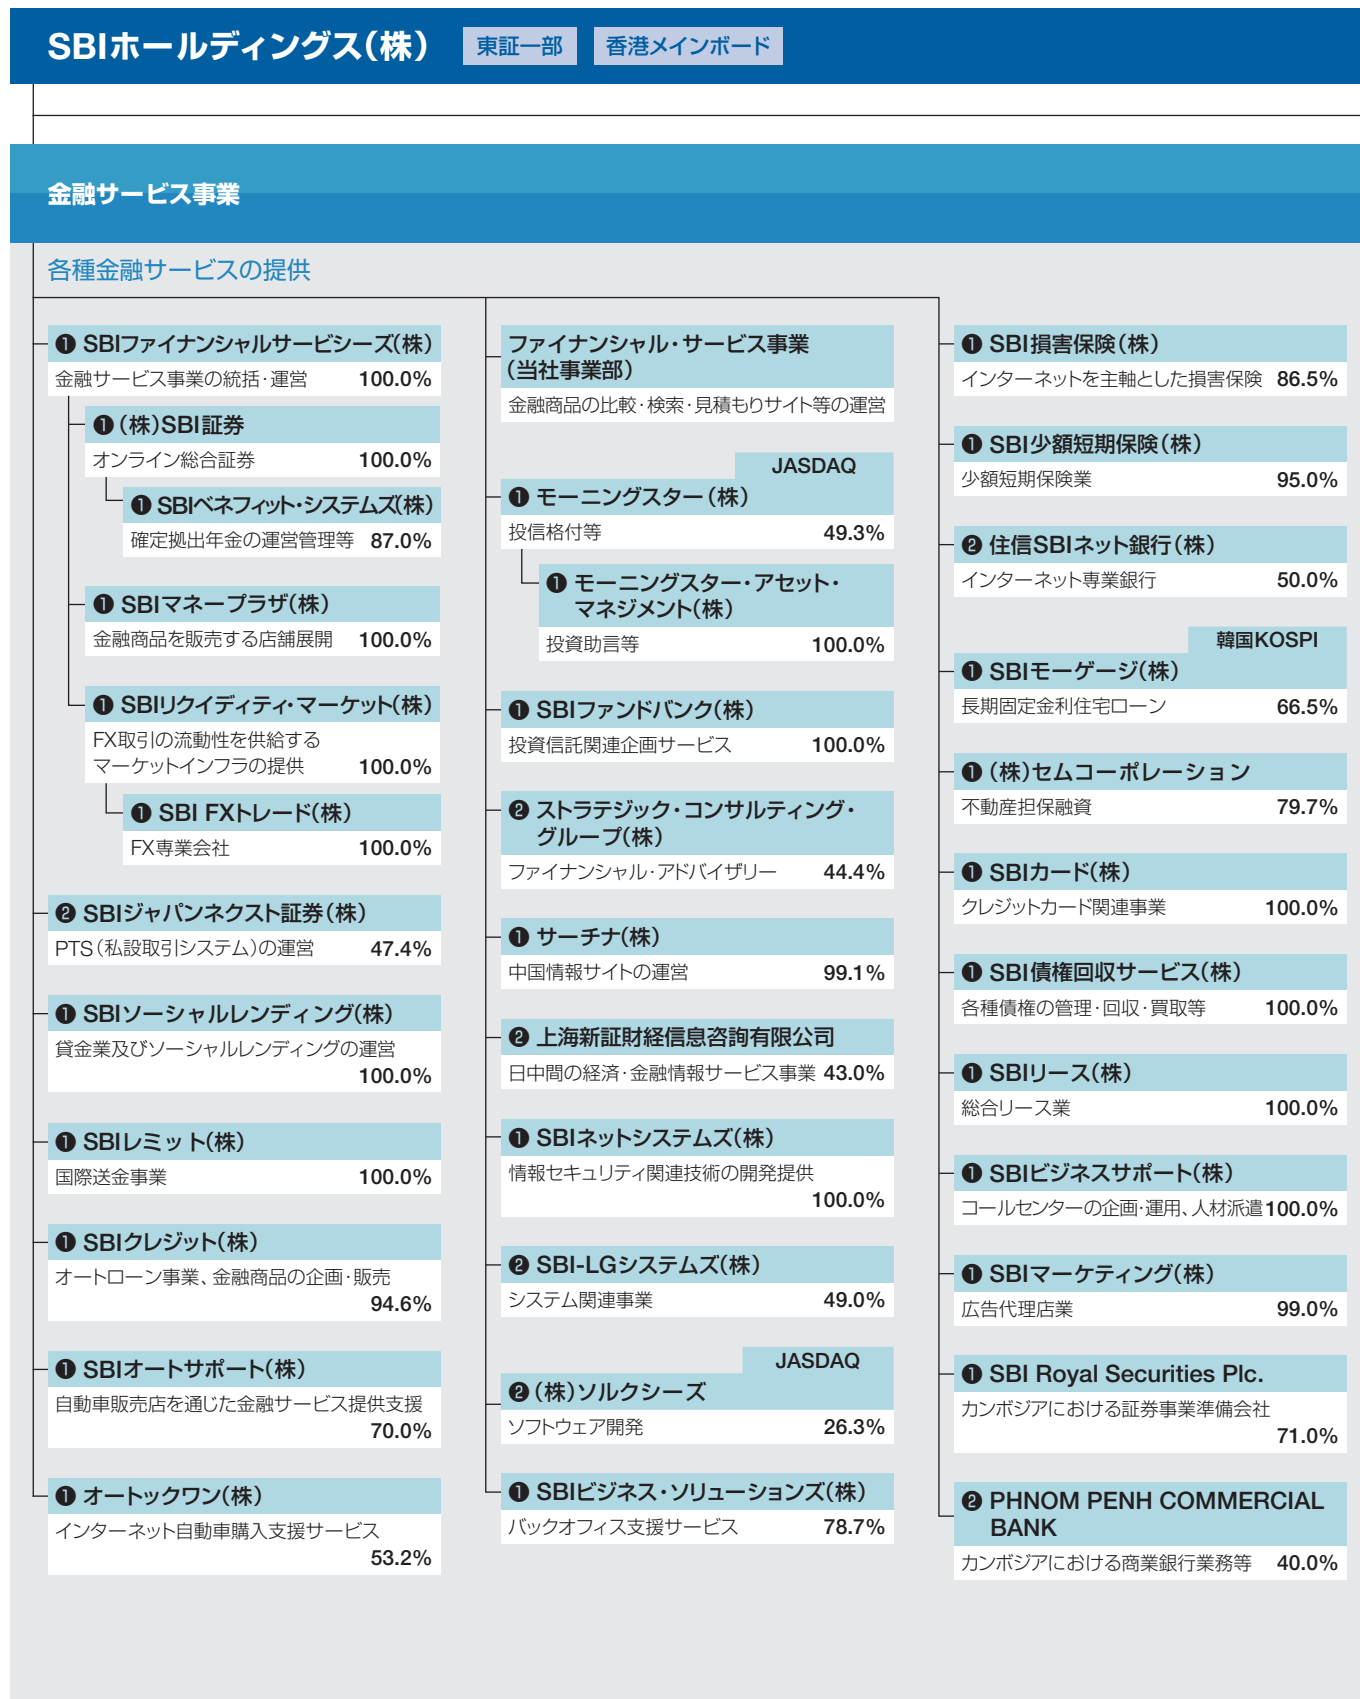 SBIホールディングス(株) 東証一部 香港メインボード
金融サービス事業
各種金融サービスの提供
❶ SBIファイナンシャルサービシーズ(株)
金融サービス事業の統括・運営 100.0%
❶ (株)SBI証券
オンライン総合証券 100.0%
❶ SBIベネフィット・システムズ(株)
確定拠出年金の運営管理等 87.0%
❶ SBIマネープラザ(株)
金融商品を販売する店舗展開 100.0%
❶ SBIリクイディティ・マーケット(株)
FX取引の流動性を供給する
マーケットインフラの提供 100.0%
❶ SBI FXトレード(株)
FX専業会社 100.0%
❷ SBIジャパンネクスト証券(株)
PTS(私設取引システム)の運営 47.4%
❶ SBIソーシャルレンディング(株)
貸金業及びソーシャルレンディングの運営
100.0%
❶ SBIレミット(株)
国際送金事業 100.0%
❶ SBIクレジット(株)
オートローン事業、金融商品の企画・販売
94.6%
❶ SBIオートサポート(株)
自動車販売店を通じた金融サービス提供支援
70.0%
❶ オートックワン(株)
インターネット自動車購入支援サービス
53.2%
ファイナンシャル・サービス事業
(当社事業部)
金融商品の比較・検索・見積もりサイト等の運営
JASDAQ
❶ モーニングスター(株)
投信格付等 49.3%
❶ モーニングスター・アセット・
マネジメント(株)
投資助言等 100.0%
❶ SBIファンドバンク(株)
投資信託関連企画サービス 100.0%
❷ ストラテジック・コンサルティング・
グループ(株)
ファイナンシャル・アドバイザリー 44.4%
❶ サーチナ(株)
中国情報サイトの運営 99.1%
❷ 上海新証財経信息咨詢有限公司
日中間の経済・金融情報サービス事業 43.0%
❶ SBIネットシステムズ(株)
情報セキュリティ関連技術の開発提供
100.0%
❷ SBI-LGシステムズ(株)
システム関連事業 49.0%
JASDAQ
❷ (株)ソルクシーズ
ソフトウェア開発 26.3%
❶ SBIビジネス・ソリューションズ(株)
バックオフィス支援サービス 78.7%
❶ SBI損害保険(株)
インターネットを主軸とした損害保険 86.5%
❶ SBI少額短期保険(株)
少額短期保険業 95.0%
❷ 住信SBIネット銀行(株)
インターネット専業銀行 50.0%
韓国KOSPI
❶ SBIモーゲージ(株)
長期固定金利住宅ローン 66.5%
❶ (株)セムコーポレーション
不動産担保融資 79.7%
❶ SBIカード(株)
クレジットカード関連事業 100.0%
❶ SBI債権回収サービス(株)
各種債権の管理・回収・買取等 100.0%
❶ SBIリース(株)
総合リース業 100.0%
❶ SBIビジネスサポート(株)
コールセンターの企画・運用、人材派遣 100.0%
❶ SBIマーケティング(株)
広告代理店業 99.0%
❶ SBI Royal Securities Plc.
カンボジアにおける証券事業準備会社
71.0%
❷ PHNOM PENH COMMERCIAL
BANK
カンボジアにおける商業銀行業務等 40.0%